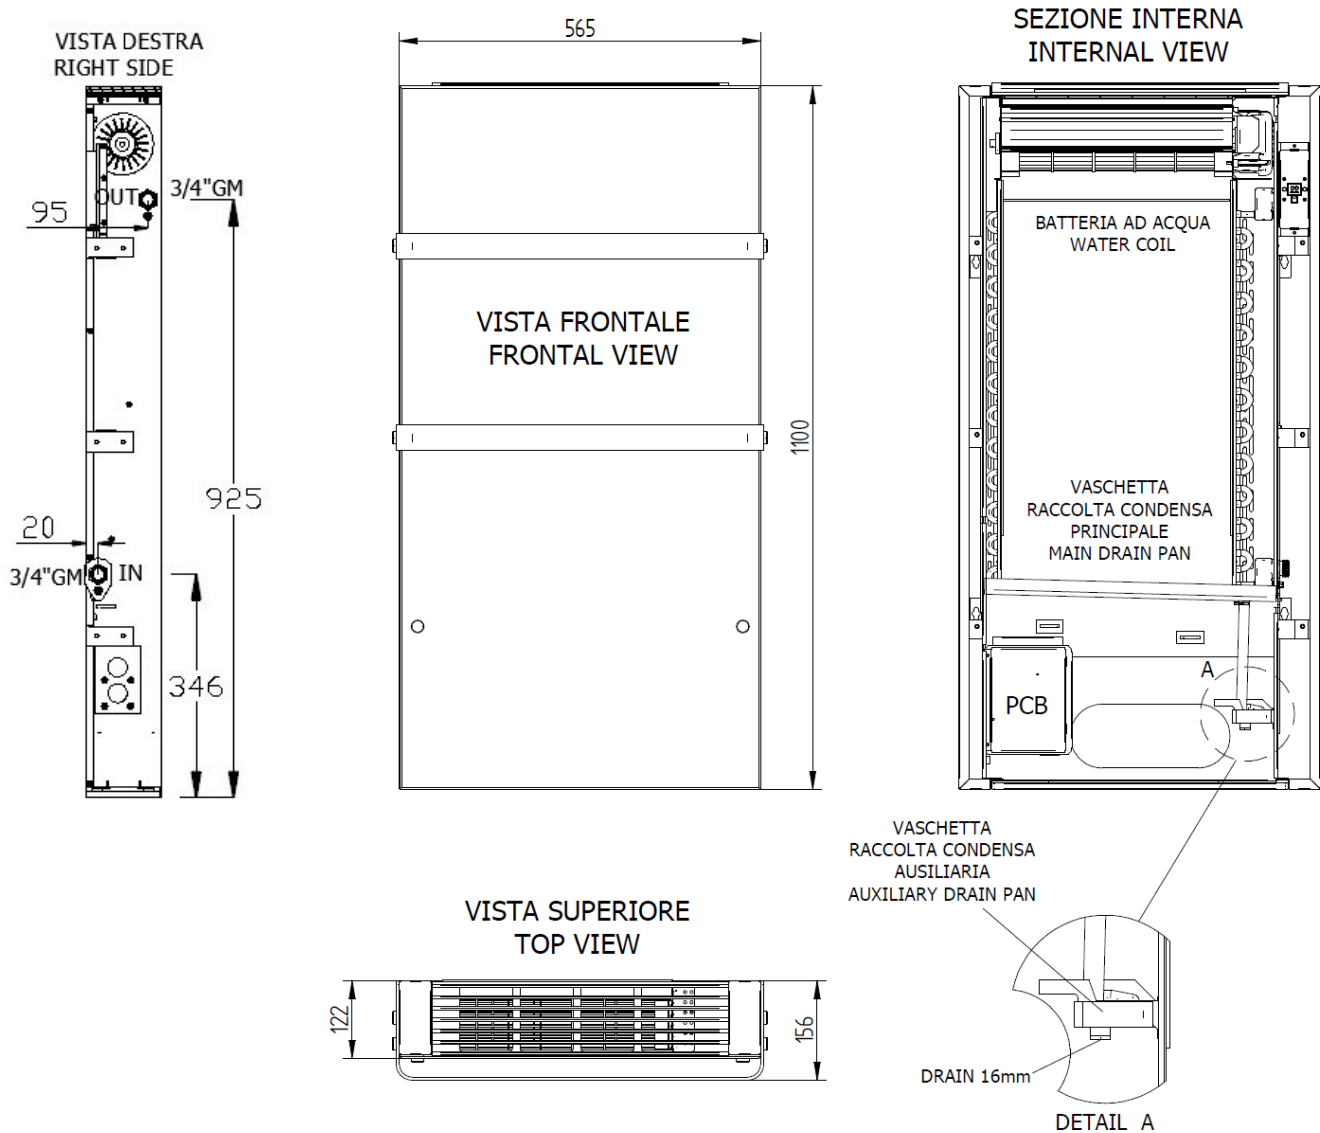 VISTA DESTRA
RIGHT SIDE
OUT
3/4"GM
95
925
20
3/4"GM
IN
346
565
VISTA FRONTALE
FRONTAL VIEW
1100
SEZIONE INTERNA
INTERNAL VIEW
BATTERIA AD ACQUA
WATER COIL
VASCHETTA
RACCOLTA CONDENSA
PRINCIPALE
MAIN DRAIN PAN
PCB
A
VISTA SUPERIORE
TOP VIEW
122
156
VASCHETTA
RACCOLTA CONDENSA
AUSILIARIA
AUXILIARY DRAIN PAN
DRAIN 16mm
DETAIL A